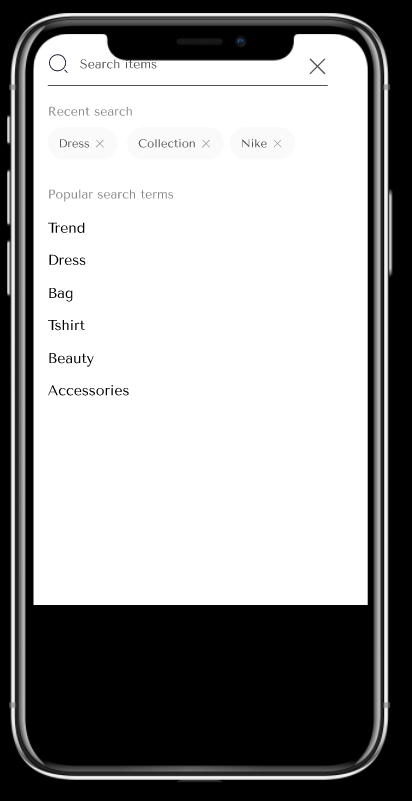 Search items
Recent search
Dress Collection Nike
Popular search terms
Trend
Dress
Bag
Tshirt
Beauty
Accessories